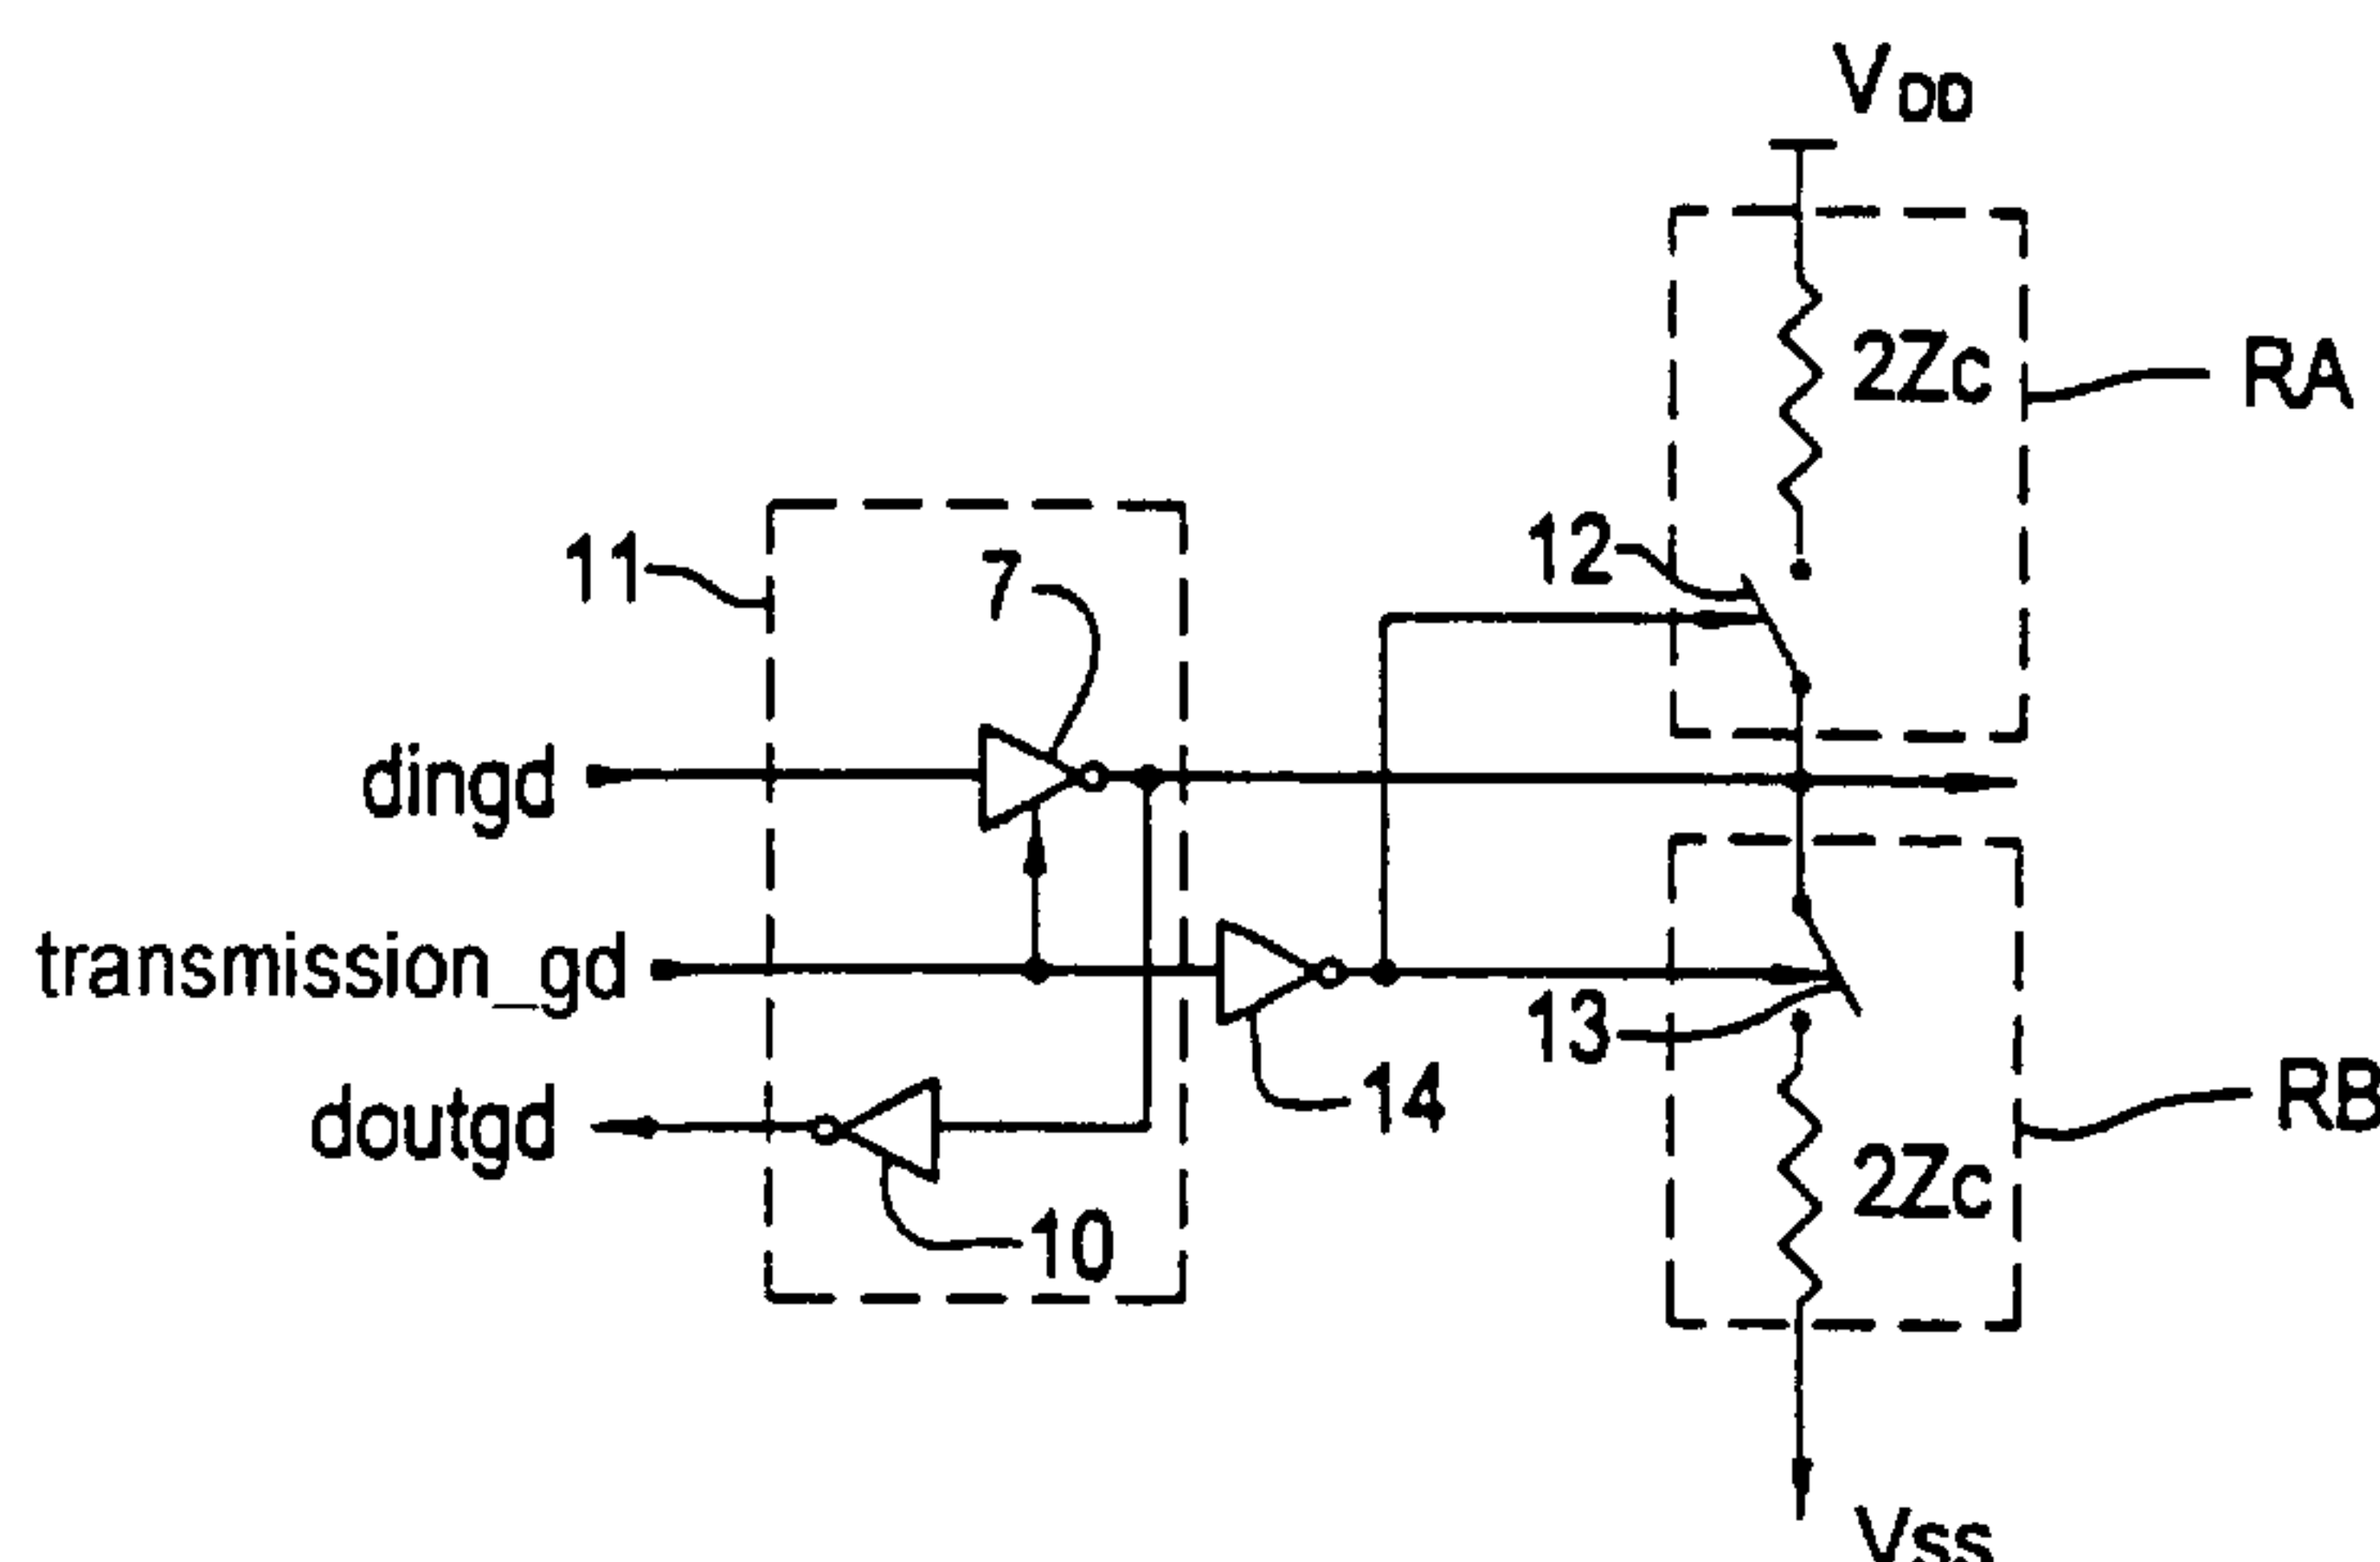 VDD
2Zc
RA
12
11
7
dingd
transmission_gd
13
14
doutgd
RB
2Zc
10
Vss